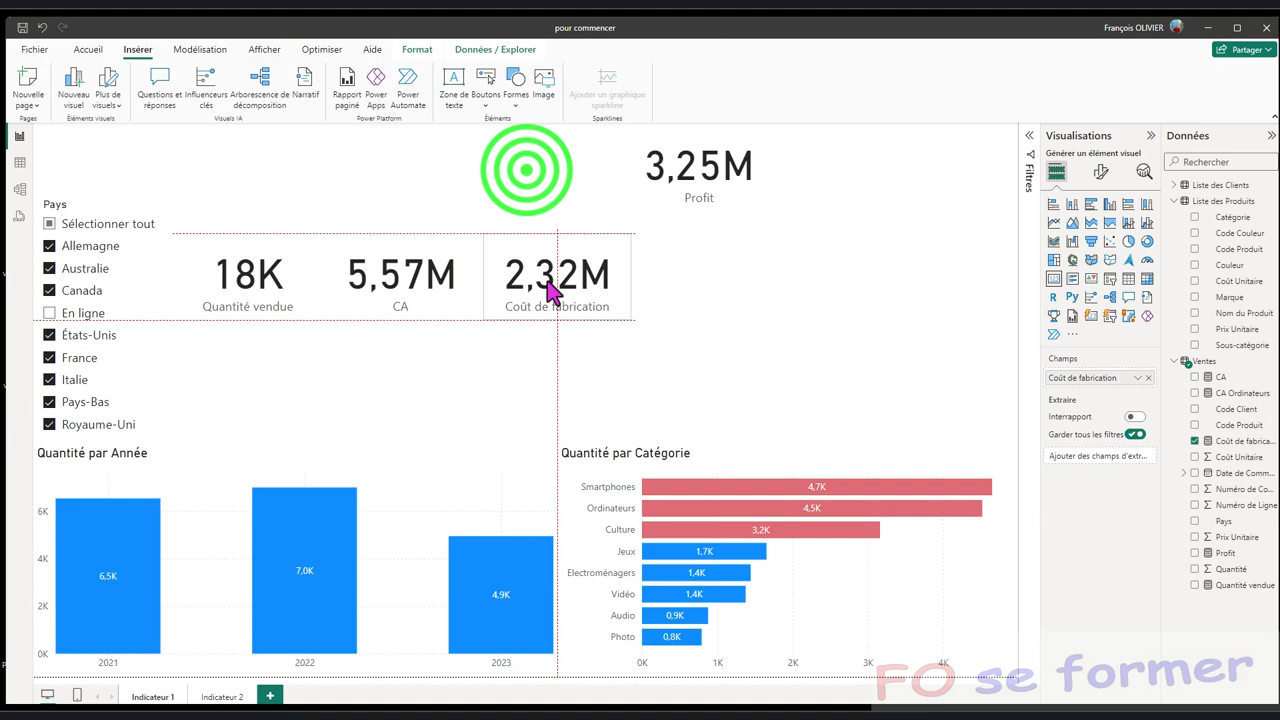 pour commencer
François OLIVIER
Fichier
Accueil
Insérer
Modélisation
Afficher
Optimiser
Aide
Format
Données / Explorer
Partager
Nouvelle page
Nouveau visuel
Plus de visuels
Questions et réponses
Influenceurs clés
Arborescence de décomposition
Narratif
Rapport paginé
Power Apps
Power Automate
Zone de texte
Boutons
Formes
Image
Ajouter un graphique sparkline
Pages
Éléments visuels
Visuels IA
Power Platform
Éléments
Sparklines
3,25M
Profit
Pays
Sélectionner tout
Allemagne
Australie
Canada
En ligne
États-Unis
France
Italie
Pays-Bas
Royaume-Uni
18K
Quantité vendue
5,57M
CA
2,32M
Coût de fabrication
Quantité par Année
6K
4K
2K
0K
6,5K
7,0K
4,9K
2021
2022
2023
Quantité par Catégorie
Smartphones
4,7K
Ordinateurs
4,5K
Culture
3,2K
Jeux
1,7K
Electroménagers
1,4K
Vidéo
1,4K
Audio
0,9K
Photo
0,8K
0K
1K
2K
3K
4K
Filtres
Visualisations
Générer un élément visuel
Champs
Coût de fabrication
Extraire
Interrapport
Garder tous les filtres
Ajouter des champs d'extr...
Données
Rechercher
Liste des Clients
Liste des Produits
Catégorie
Code Couleur
Code Produit
Couleur
Coût Unitaire
Image
Marque
Nom du Produit
Prix Unitaire
Sous-catégorie
Ventes
CA
CA Ordinateurs
Code Client
Code Produit
Coût de fabrica...
Coût Unitaire
Date de Comm...
Numéro de Co...
Numéro de Ligne
Pays
Prix Unitaire
Profit
Quantité
Quantité vendue
Indicateur 1
Indicateur 2
FO se former